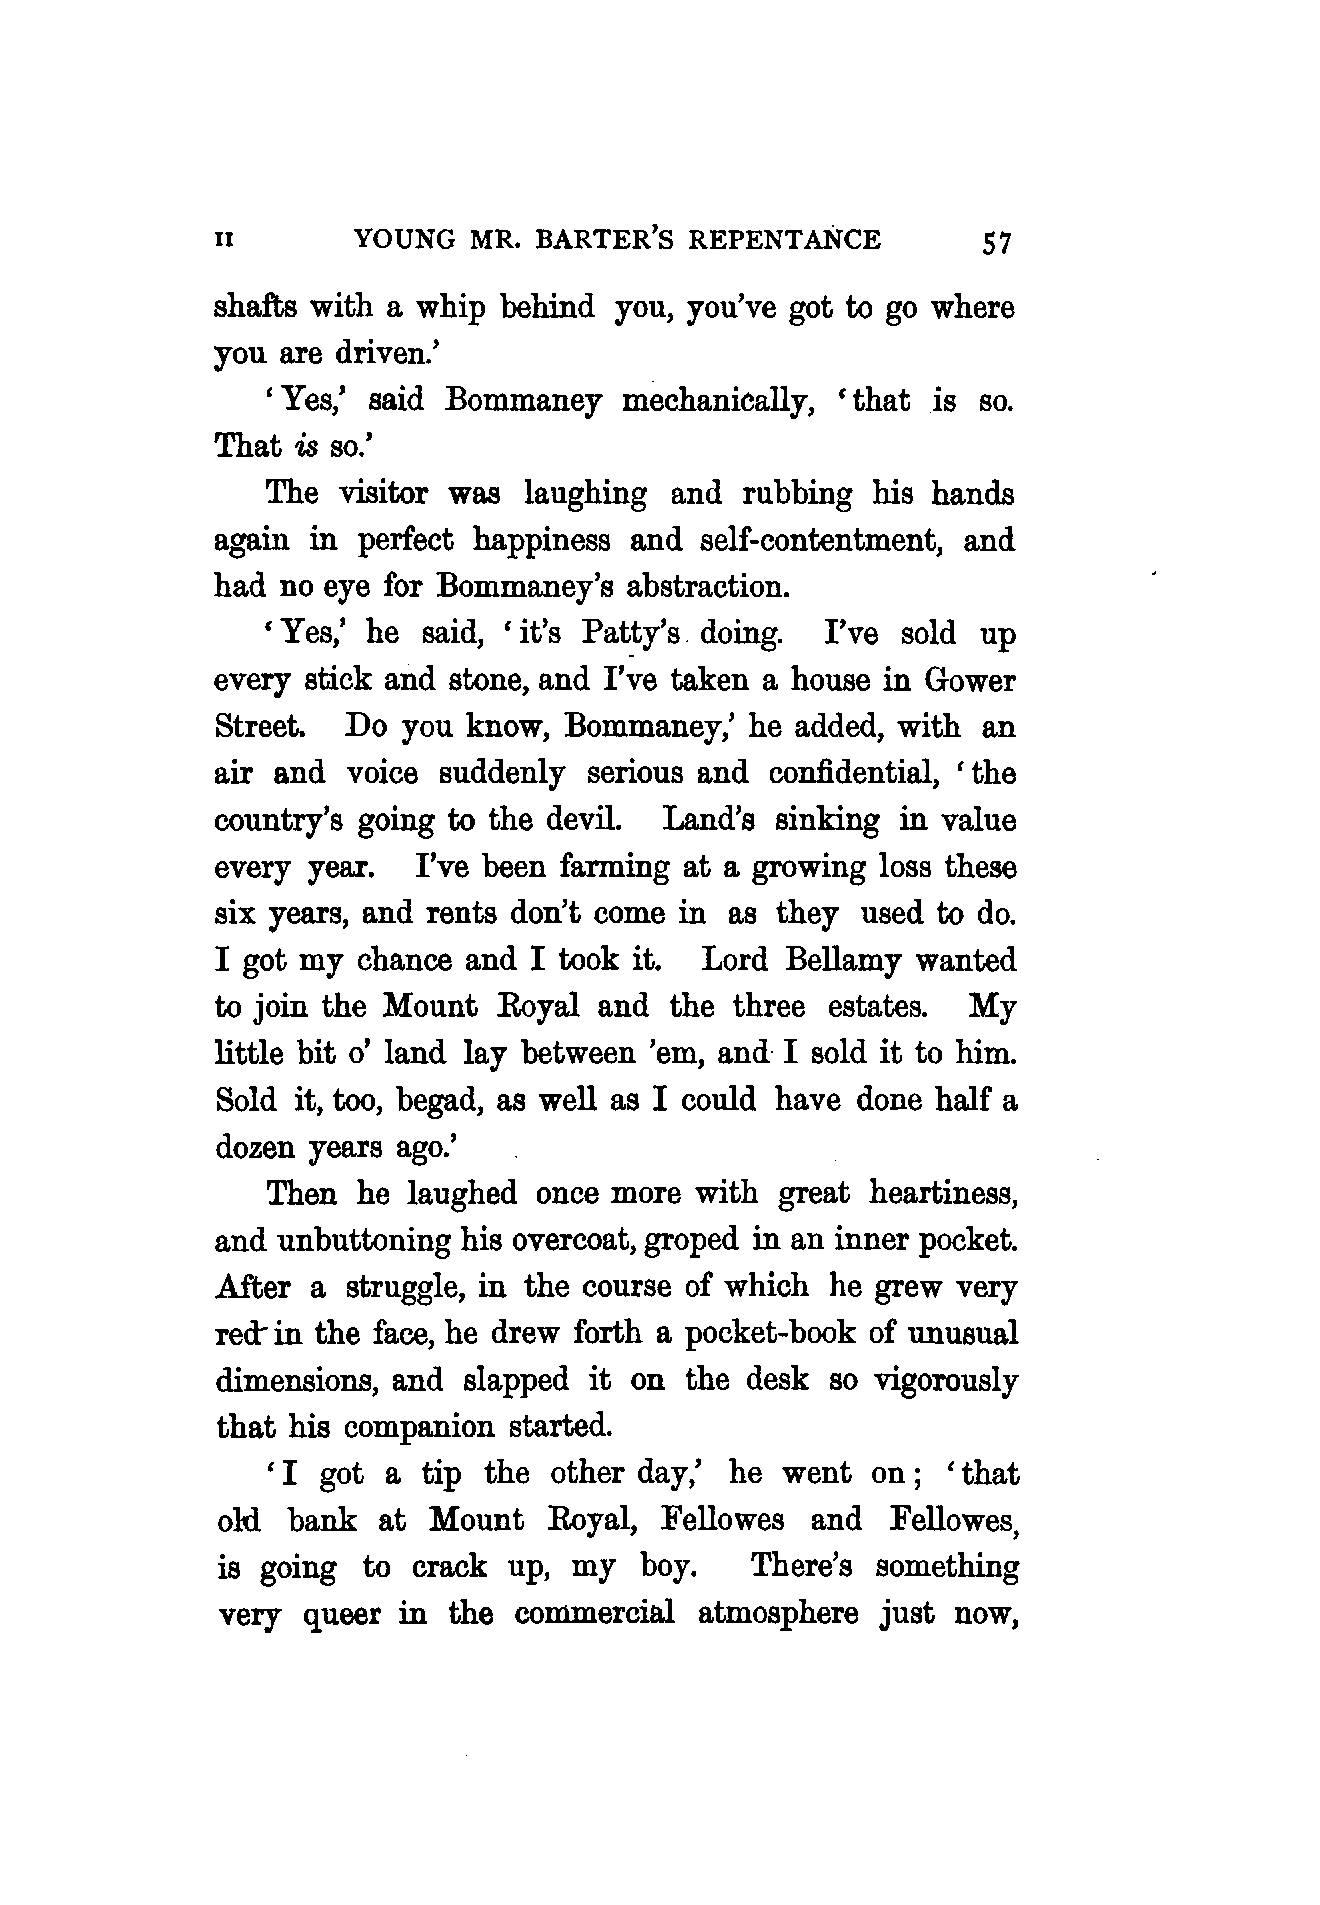 II YOUNG MR. BARTER'S REPENTANCE 57
shafts with a whip behind you, you've got to go where
you are driven.'
'Yes,' said Bommaney mechanically, 'that is so.
That is so.'
The visitor was laughing and rubbing his hands
again in perfect happiness and self-contentment, and
had no eye for Bommaney's abstraction.
'Yes,' he said, 'it's Patty's doing. I've sold up
every stick and stone, and I've taken a house in Gower
Street. Do you know, Bommaney,' he added, with an
air and voice suddenly serious and confidential, 'the
country's going to the devil. Land's sinking in value
every year. I've been farming at a growing loss these
six years, and rents don't come in as they used to do.
I got my chance and I took it. Lord Bellamy wanted
to join the Mount Royal and the three estates. My
little bit o' land lay between 'em, and I sold it to him.
Sold it, too, begad, as well as I could have done half a
dozen years ago.'
Then he laughed once more with great heartiness,
and unbuttoning his overcoat, groped in an inner pocket.
After a struggle, in the course of which he grew very
red in the face, he drew forth a pocket-book of unusual
dimensions, and slapped it on the desk so vigorously
that his companion started.
'I got a tip the other day,' he went on; 'that
old bank at Mount Royal, Fellowes and Fellowes,
is going to crack up, my boy. There's something
very queer in the commercial atmosphere just now,